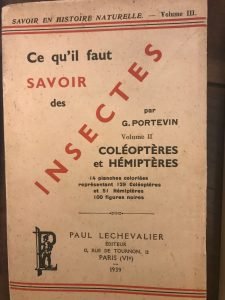 SAVOIR EN HISTOIRE NATURELLE. — Volume III.
Ce qu'il faut
SAVOIR
des
INSECTES
par
G. PORTEVIN
Volume II
COLÉOPTÈRES
et HÉMIPTÈRES
14 planches coloriées
représentant 129 Coléoptères
et 51 Hémiptères
100 figures noires
PAUL LECHEVALIER
ÉDITEUR
12, RUE DE TOURNON, 12
PARIS (VIe)
1939